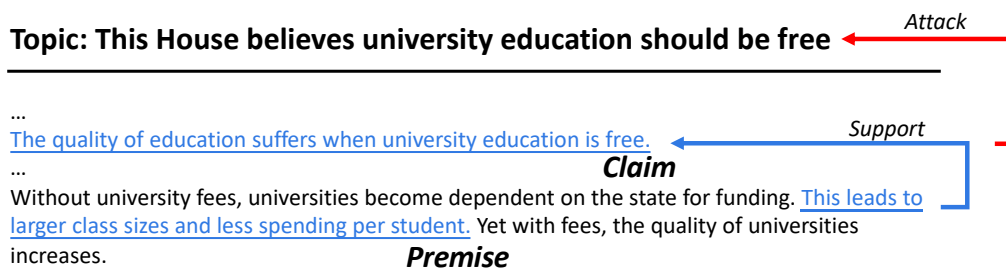 Attack
Topic: This House believes university education should be free
…
The quality of education suffers when university education is free.
Support
…
Claim
Without university fees, universities become dependent on the state for funding. This leads to
larger class sizes and less spending per student. Yet with fees, the quality of universities
increases.
Premise